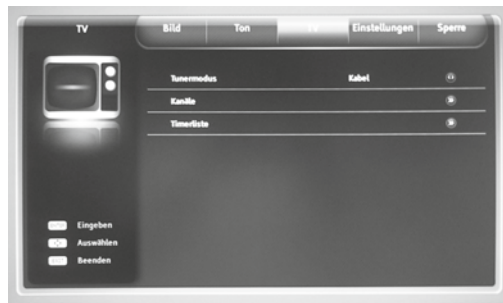 TV
Bild Ton TV Einstellungen Sperre
Tunermodus Kabel
Kanäle
Timerliste
Eingeben
Auswählen
Beenden